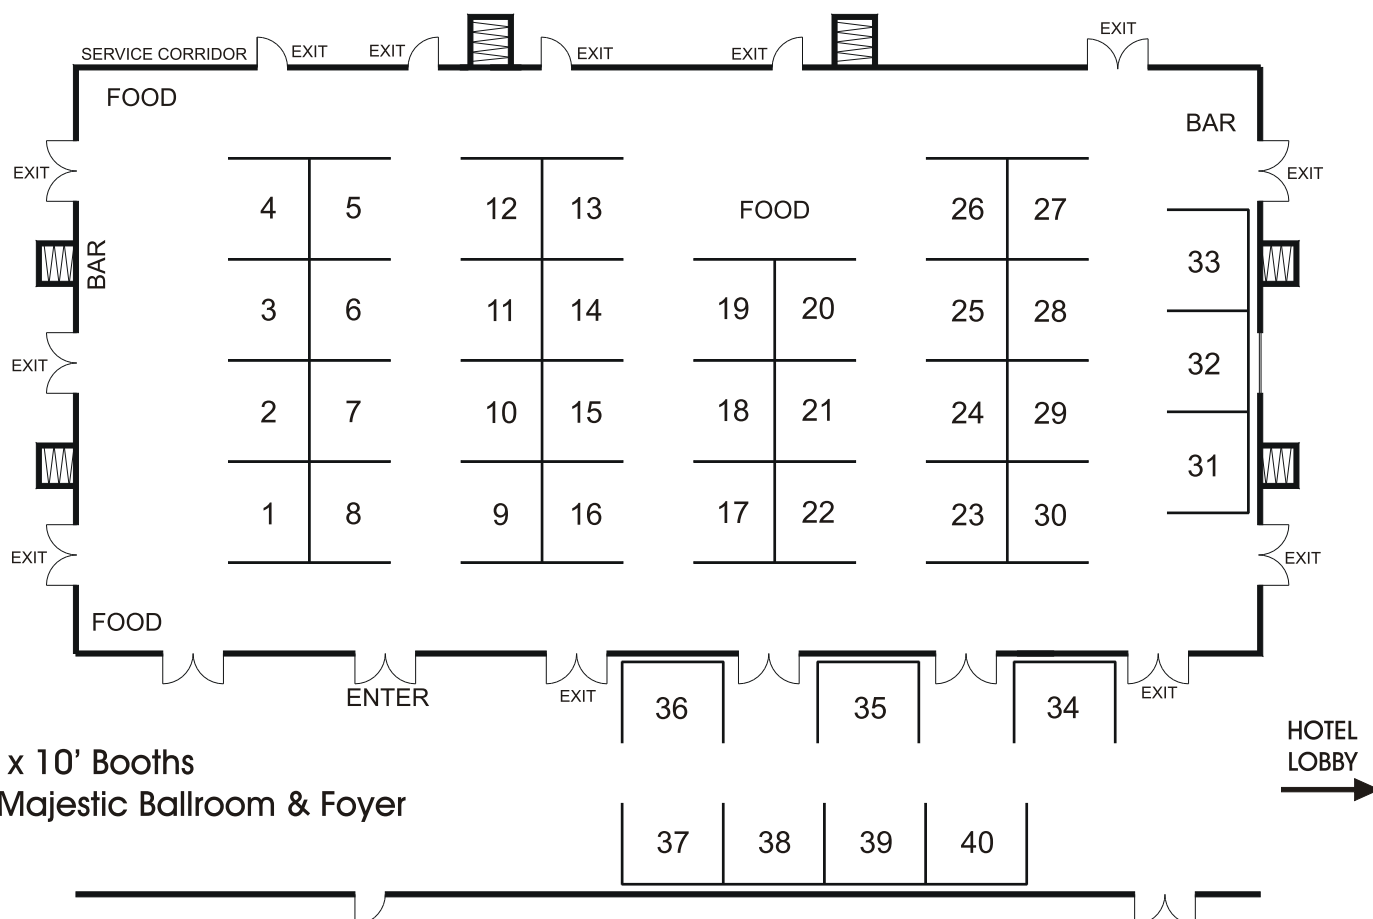 EXIT
SERVICE CORRIDOR EXIT EXIT EXIT EXIT
FOOD
BAR
EXIT EXIT
4 5 12 13 FOOD 26 27
BAR 33
3 6 11 14 19 20 25 28
EXIT 32
2 7 10 15 18 21 24 29
31
1 8 9 16 17 22 23 30
EXIT EXIT
FOOD
ENTER EXIT EXIT
36 35 34
HOTEL
LOBBY
x 10' Booths
Majestic Ballroom & Foyer
37 38 39 40